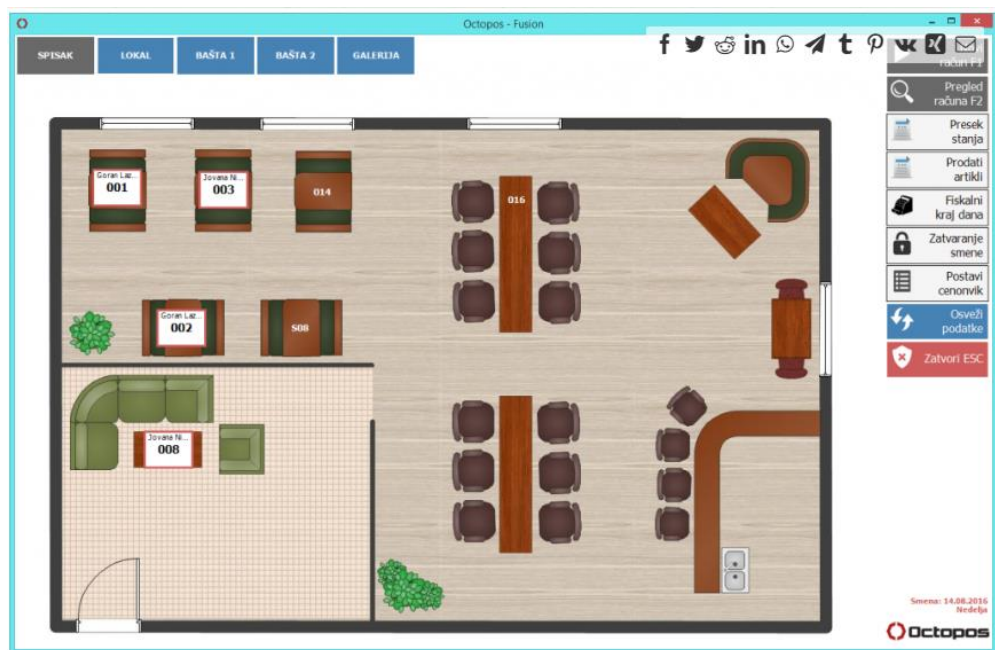 Octopos - Fusion
SPISAK
LOKAL
BAŠTA 1
BAŠTA 2
GALERIJA
račun F1
Pregled
računa F2
Presek
stanja
Prodati
artikli
Fiskalni
kraj dana
Zatvaranje
smene
Postavi
cenonvik
Osveži
podatke
Zatvori ESC
Goran Laz...
001
Jovana Ni...
003
014
016
Goran Laz...
002
S08
Jovana Ni...
008
Smena: 14.08.2016
Nedelja
Octopos